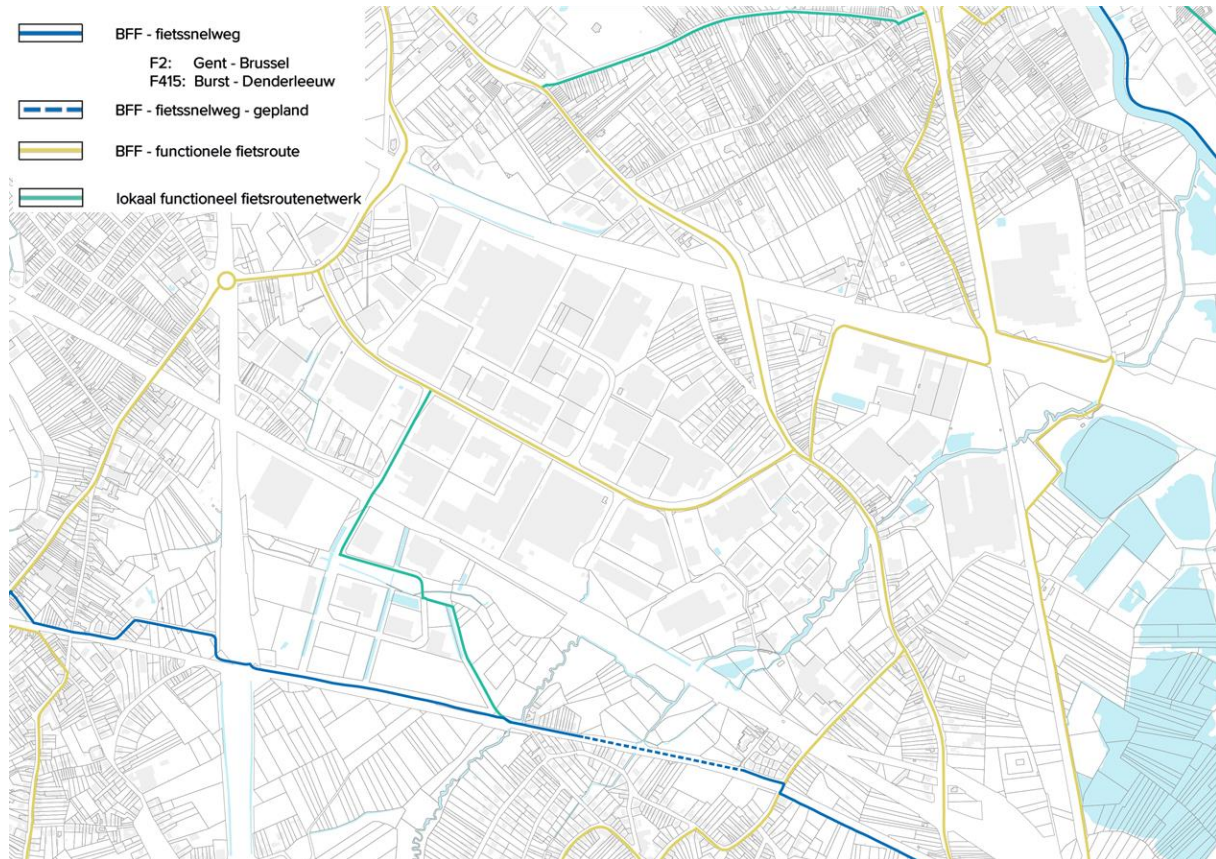 BFF - fietssnelweg
F2: Gent - Brussel
F415: Burst - Denderleeuw
BFF - fietssnelweg - gepland
BFF - functionele fietsroute
lokaal functioneel fietsroutenetwerk